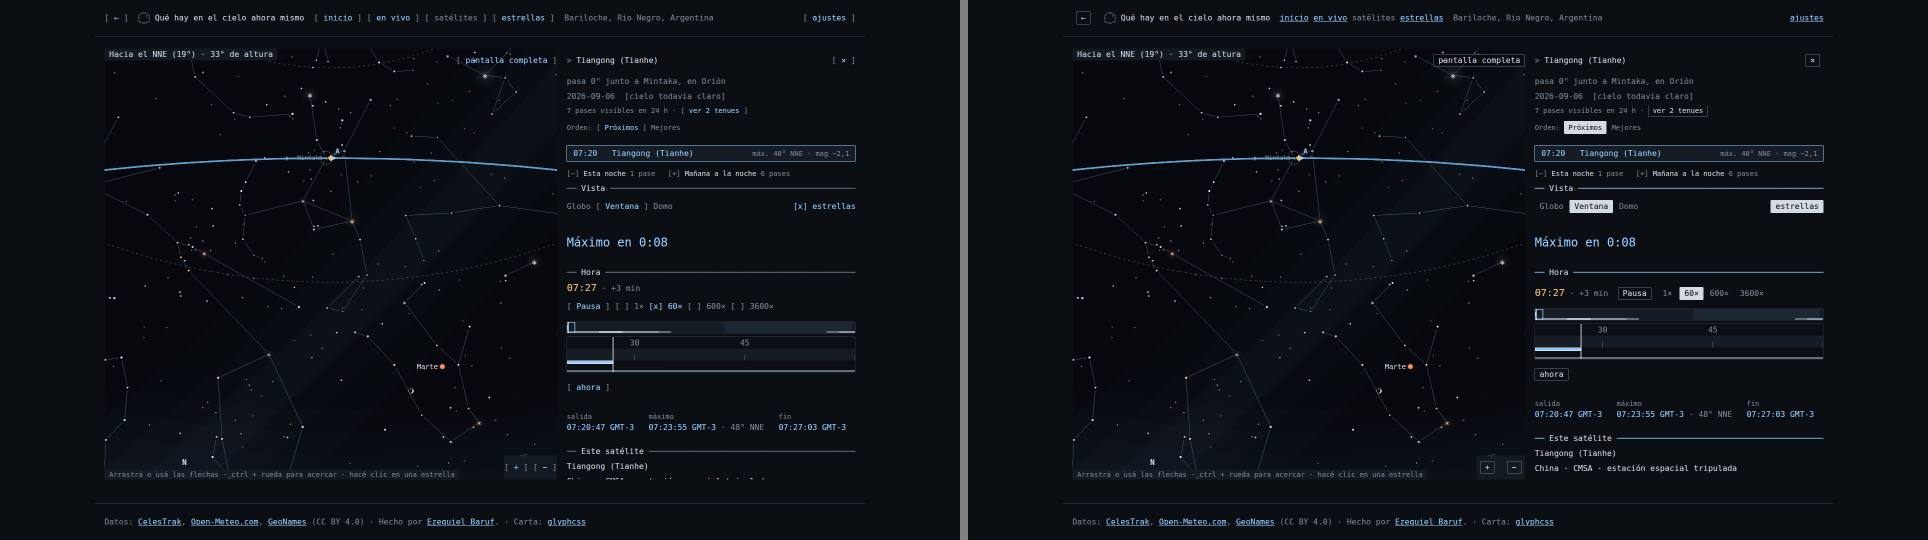 [ ← ] Qué hay en el cielo ahora mismo [ inicio ] [ en vivo ] [ satélites ] [ estrellas ] Bariloche, Río Negro, Argentina [ ajustes ]
Hacia el NNE (19°) · 33° de altura
[ pantalla completa ]
Mintaka
A
Marte
N
[ + ] [ − ]
Arrastrá o usá las flechas · ctrl + rueda para acercar · hacé clic en una estrella
> Tiangong (Tianhe) [ × ]
pasa 0° junto a Mintaka, en Orión
2026-09-06 [cielo todavía claro]
7 pases visibles en 24 h · [ ver 2 tenues ]
Orden: [ Próximos ] Mejores
07:20 Tiangong (Tianhe) máx. 48° NNE · mag ~2,1
[−] Esta noche 1 pase [+] Mañana a la noche 6 pases
Vista
Globo [ Ventana ] Domo [x] estrellas
Máximo en 0:08
Hora
07:27 · +3 min
[ Pausa ] [ ] 1× [x] 60× [ ] 600× [ ] 3600×
30 45
[ ahora ]
salida máximo fin
07:20:47 GMT-3 07:23:55 GMT-3 · 48° NNE 07:27:03 GMT-3
Este satélite
Tiangong (Tianhe)
Datos: CelesTrak, Open-Meteo.com, GeoNames (CC BY 4.0) · Hecho por Ezequiel Baruf. · Carta: glyphcss
← Qué hay en el cielo ahora mismo inicio en vivo satélites estrellas Bariloche, Río Negro, Argentina ajustes
Hacia el NNE (19°) · 33° de altura
pantalla completa
Mintaka
A
Marte
N
+ −
Arrastrá o usá las flechas · ctrl + rueda para acercar · hacé clic en una estrella
> Tiangong (Tianhe) ×
pasa 0° junto a Mintaka, en Orión
2026-09-06 [cielo todavía claro]
7 pases visibles en 24 h · ver 2 tenues
Orden: Próximos Mejores
07:20 Tiangong (Tianhe) máx. 48° NNE · mag ~2,1
[−] Esta noche 1 pase [+] Mañana a la noche 6 pases
Vista
Globo Ventana Domo estrellas
Máximo en 0:08
Hora
07:27 · +3 min Pausa 1× 60× 600× 3600×
30 45
ahora
salida máximo fin
07:20:47 GMT-3 07:23:55 GMT-3 · 48° NNE 07:27:03 GMT-3
Este satélite
Tiangong (Tianhe)
China · CMSA · estación espacial tripulada
Datos: CelesTrak, Open-Meteo.com, GeoNames (CC BY 4.0) · Hecho por Ezequiel Baruf. · Carta: glyphcss